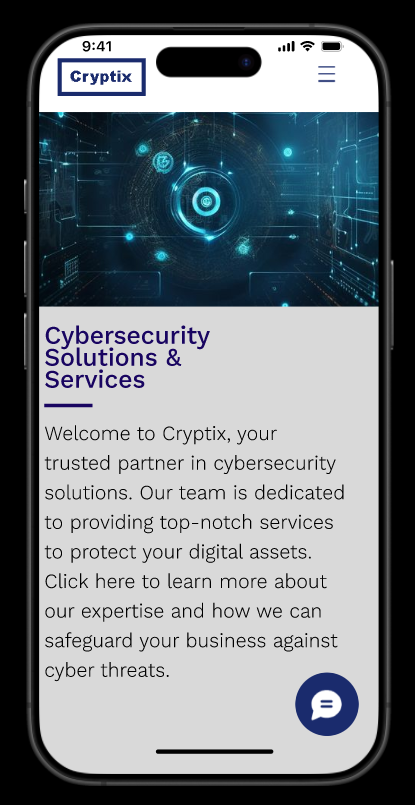 9:41
Cryptix
Cybersecurity
Solutions &
Services
Welcome to Cryptix, your
trusted partner in cybersecurity
solutions. Our team is dedicated
to providing top-notch services
to protect your digital assets.
Click here to learn more about
our expertise and how we can
safeguard your business against
cyber threats.